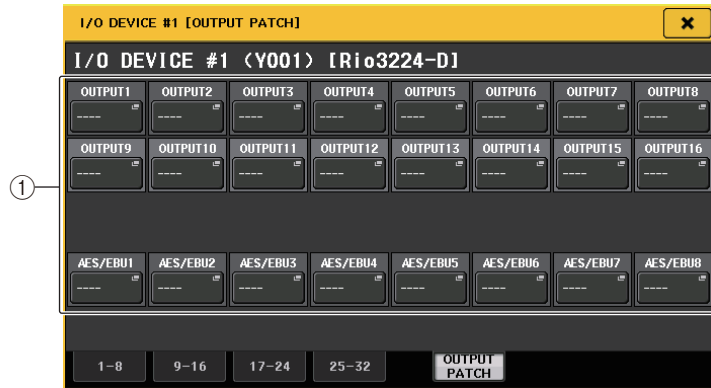 I/O DEVICE #1 [OUTPUT PATCH]
I/O DEVICE #1 (Y001) [Rio3224-D]
OUTPUT1 OUTPUT2 OUTPUT3 OUTPUT4 OUTPUT5 OUTPUT6 OUTPUT7 OUTPUT8
---- ---- ---- ---- ---- ---- ---- ----
OUTPUT9 OUTPUT10 OUTPUT11 OUTPUT12 OUTPUT13 OUTPUT14 OUTPUT15 OUTPUT16
---- ---- ---- ---- ---- ---- ---- ----
①
AES/EBU1 AES/EBU2 AES/EBU3 AES/EBU4 AES/EBU5 AES/EBU6 AES/EBU7 AES/EBU8
---- ---- ---- ---- ---- ---- ---- ----
1-8 9-16 17-24 25-32 OUTPUT
PATCH